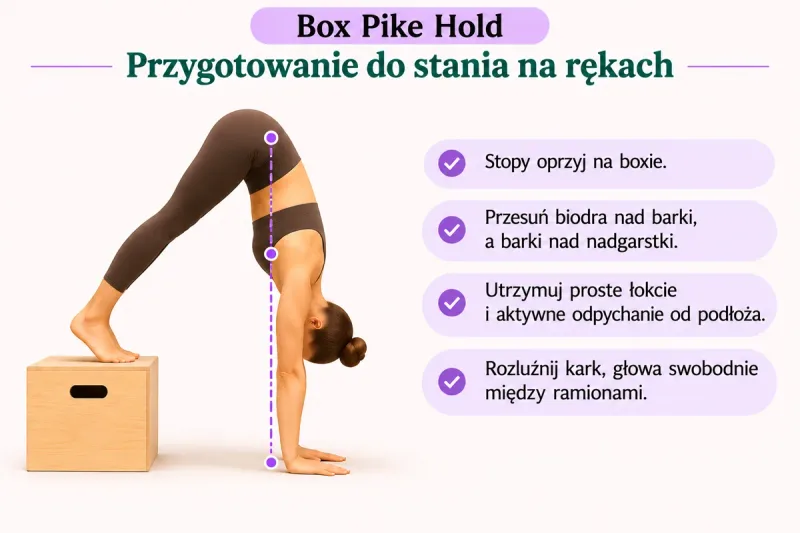 Box Pike Hold
Przygotowanie do stania na rękach
Stopy oprzyj na boxie.
Przesuń biodra nad barki,
a barki nad nadgarstki.
Utrzymuj proste łokcie
i aktywne odpychanie od podłoża.
Rozluźnij kark, głowa swobodnie
między ramionami.